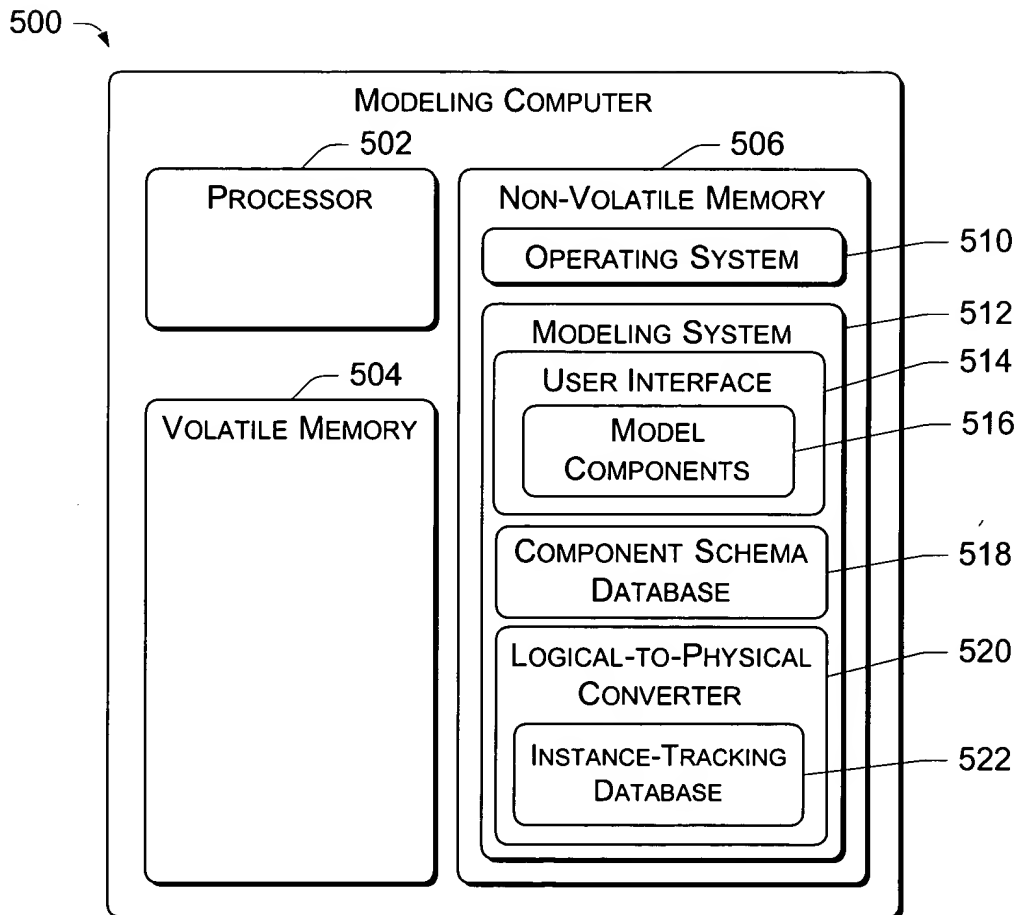 500
MODELING COMPUTER
502
PROCESSOR
504
VOLATILE MEMORY
506
NON-VOLATILE MEMORY
OPERATING SYSTEM
510
MODELING SYSTEM
512
USER INTERFACE
514
MODEL
COMPONENTS
516
COMPONENT SCHEMA
DATABASE
518
LOGICAL-TO-PHYSICAL
CONVERTER
520
INSTANCE-TRACKING
DATABASE
522